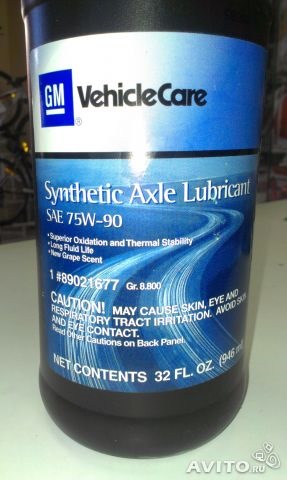 GM
® VehicleCare
Synthetic Axle Lubricant
SAE 75W-90
• Superior Oxidation and Thermal Stability
• Long Fluid Life
• New Grape Scent
1 #89021677 Gr. 8.800
CAUTION! MAY CAUSE SKIN, EYE AND
RESPIRATORY TRACT IRRITATION. AVOID SKIN
AND EYE CONTACT.
Read Other Cautions on Back Panel.
NET CONTENTS 32 FL. OZ. (946 ml)
AVITO.RU